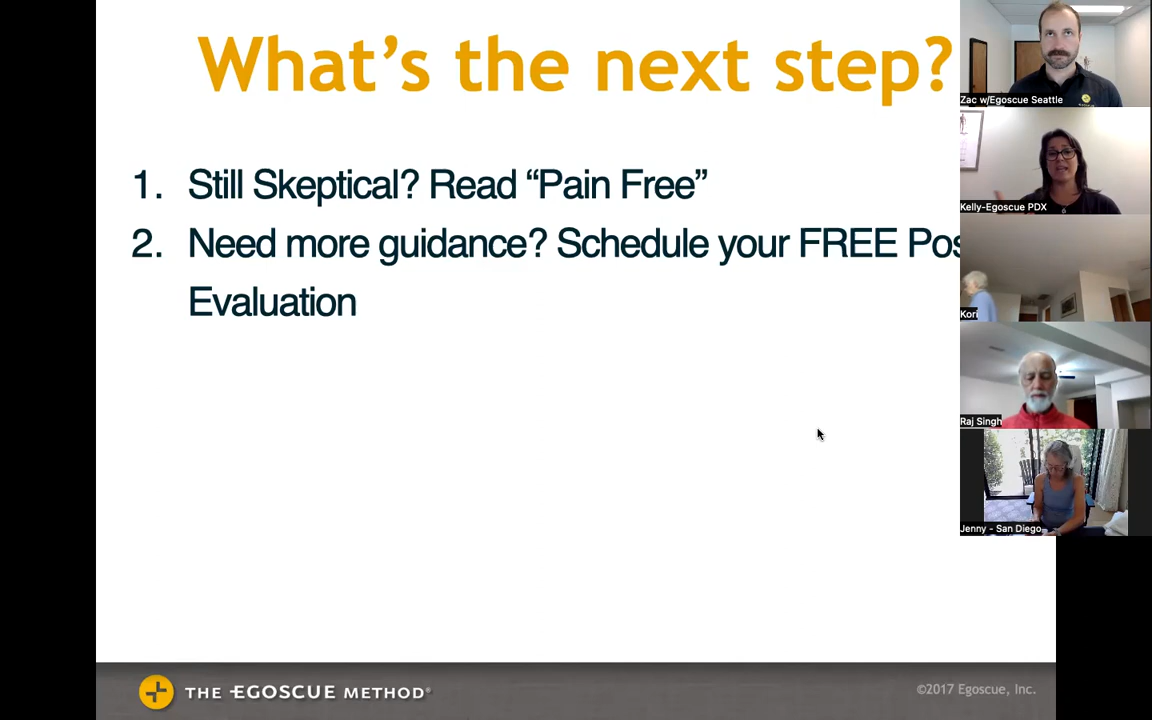 What's the next step?
1. Still Skeptical? Read “Pain Free”
2. Need more guidance? Schedule your FREE Pos
Evaluation
Zac w/Egoscue Seattle
Kelly-Egoscue PDX
Kori
Raj Singh
Jenny - San Diego
THE EGOSCUE METHOD®
©2017 Egoscue, Inc.